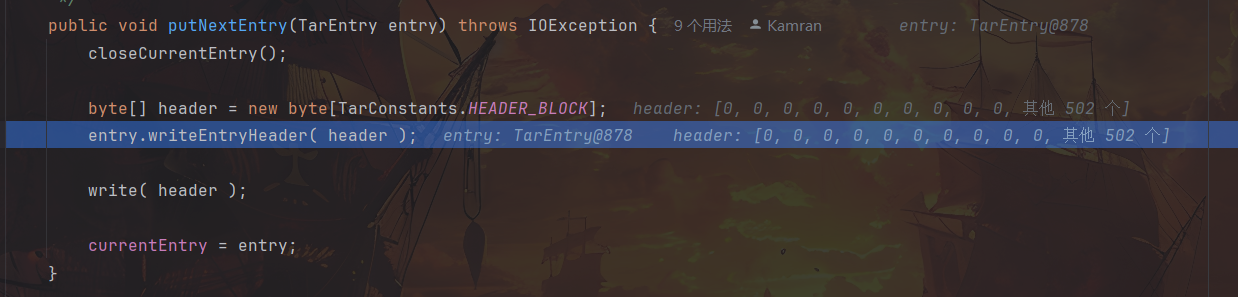 */
public void putNextEntry(TarEntry entry) throws IOException { 9 个用法 Kamran entry: TarEntry@878
closeCurrentEntry();
byte[] header = new byte[TarConstants.HEADER_BLOCK]; header: [0, 0, 0, 0, 0, 0, 0, 0, 0, 0, 其他 502 个]
entry.writeEntryHeader( header ); entry: TarEntry@878 header: [0, 0, 0, 0, 0, 0, 0, 0, 0, 0, 其他 502 个]
write( header );
currentEntry = entry;
}